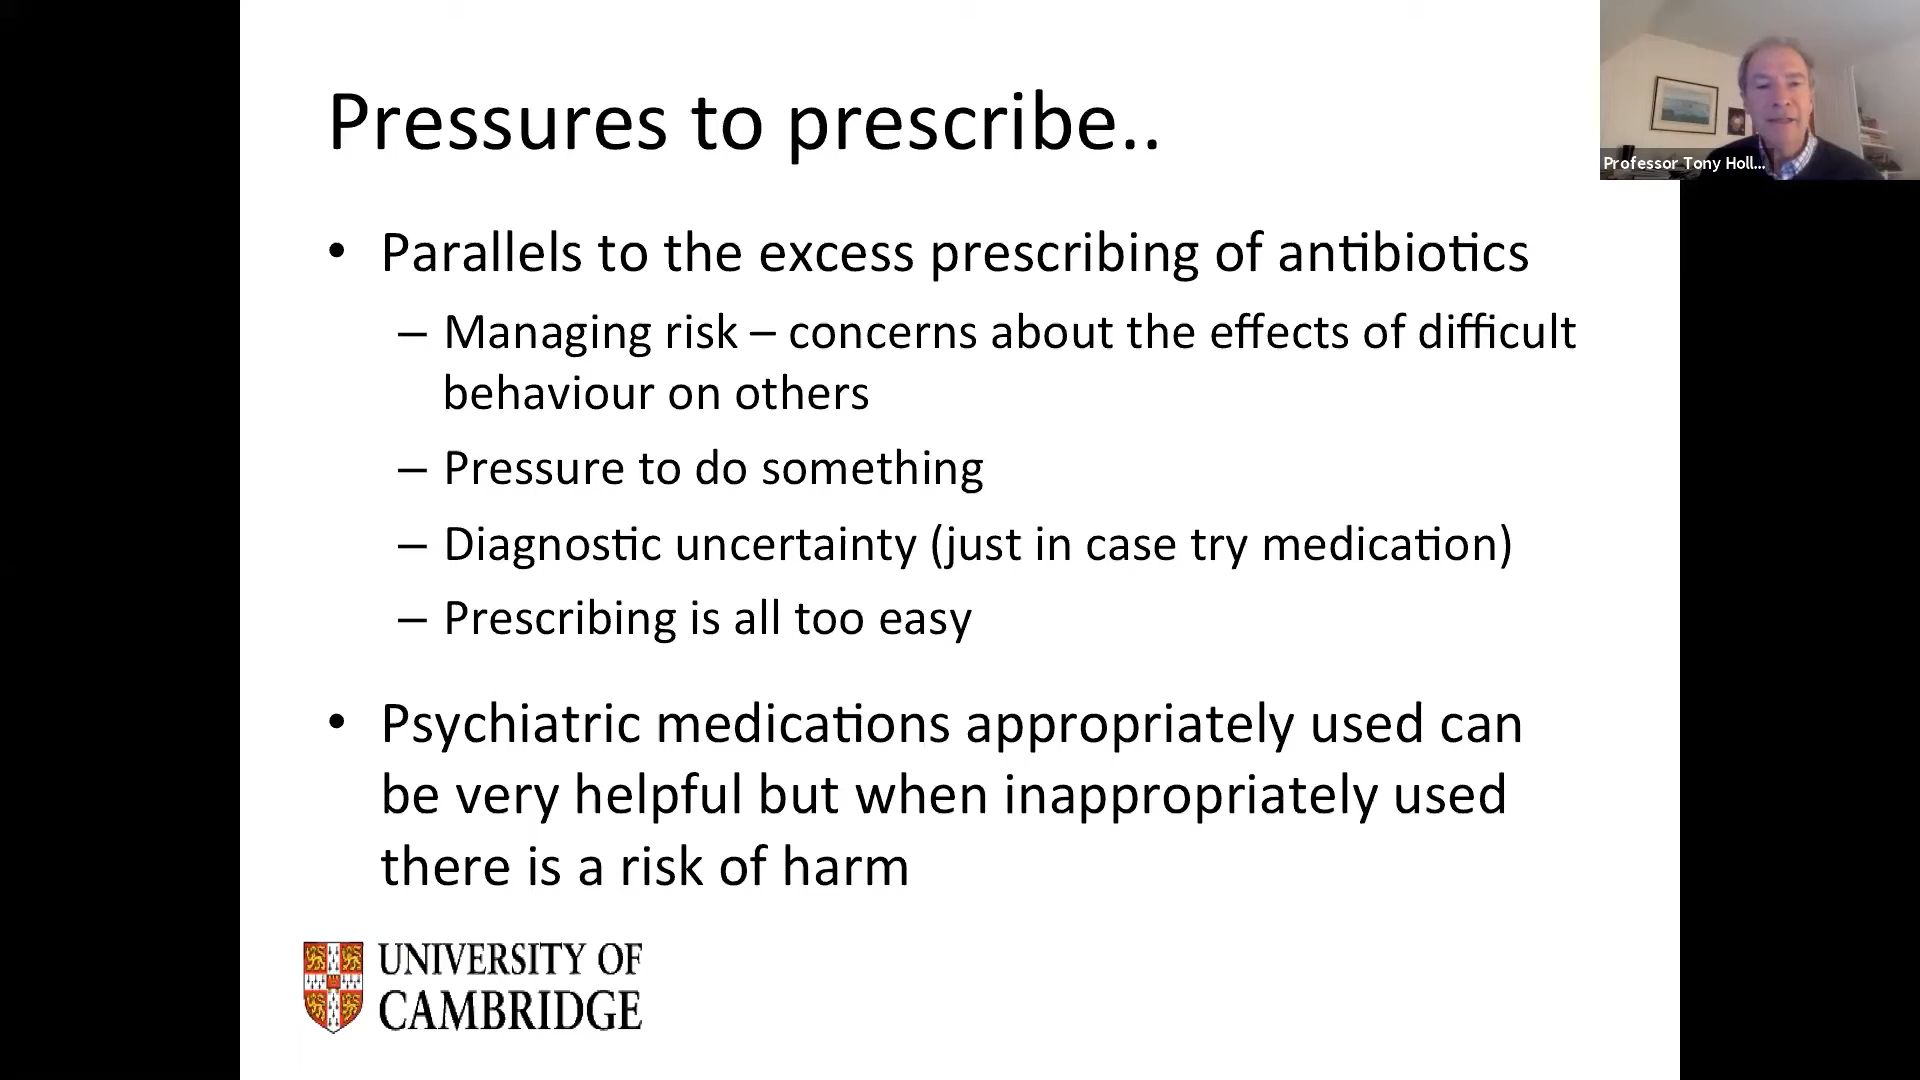 Pressures to prescribe..
Professor Tony Holl...
• Parallels to the excess prescribing of antibiotics
– Managing risk – concerns about the effects of difficult
behaviour on others
– Pressure to do something
– Diagnostic uncertainty (just in case try medication)
– Prescribing is all too easy
• Psychiatric medications appropriately used can
be very helpful but when inappropriately used
there is a risk of harm
UNIVERSITY OF
CAMBRIDGE